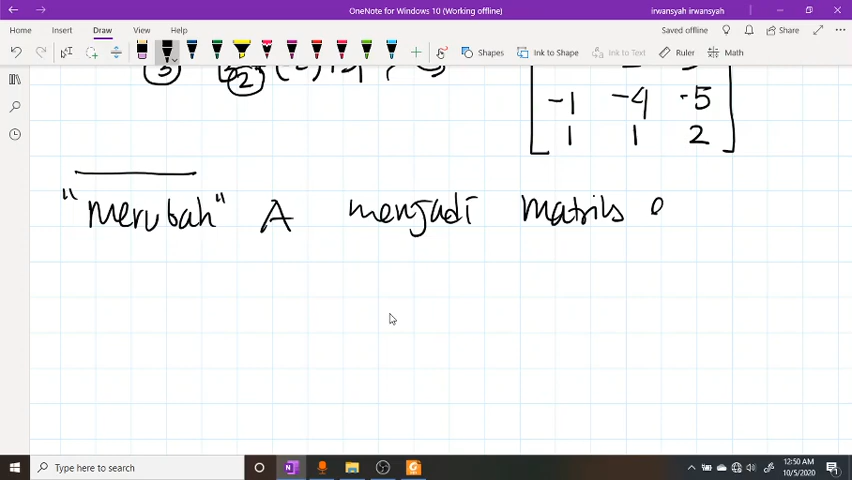 OneNote for Windows 10 (Working offline)
irwansyah irwansyah
Home Insert Draw View Help
Saved offline Share
Shapes Ink to Shape Ink to Text Ruler Math
-1 -4 -5
1 1 2
"merubah" A menjadi matriks
Type here to search
12:50 AM
10/5/2020